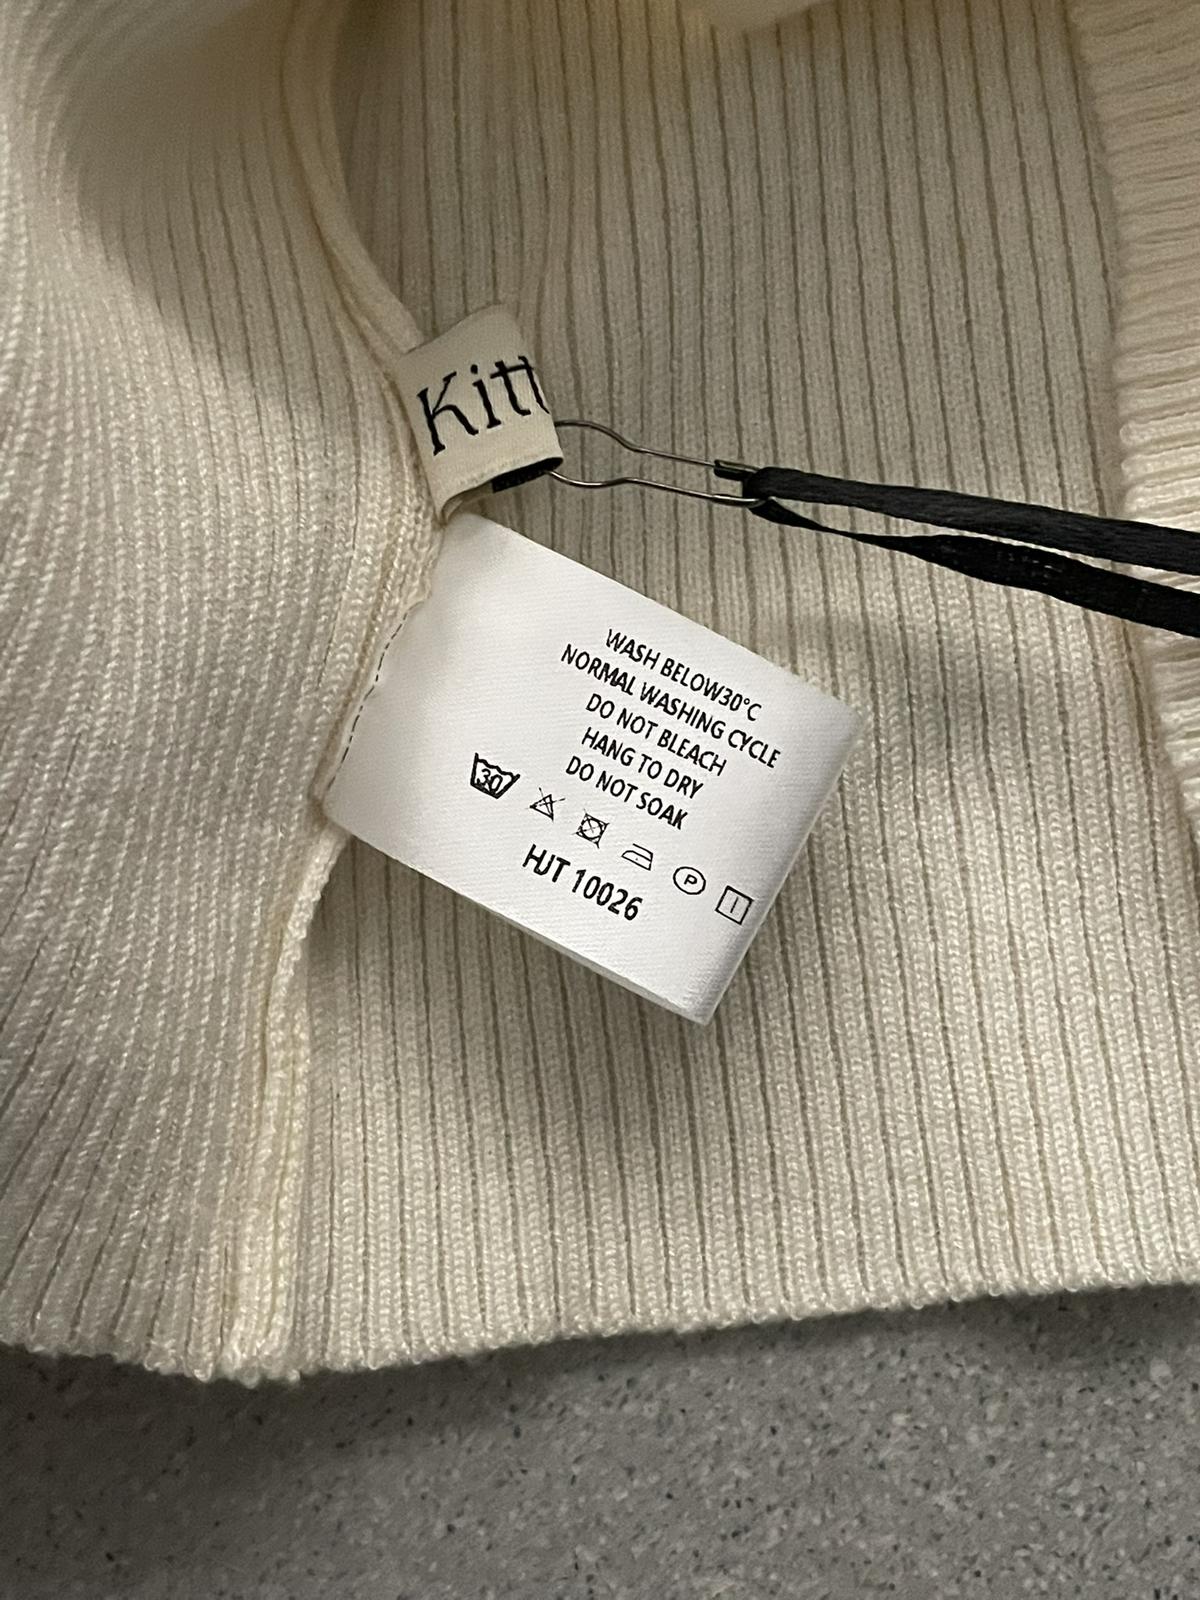 Kitt
WASH BELOW30°C
NORMAL WASHING CYCLE
DO NOT BLEACH
HANG TO DRY
DO NOT SOAK
30
P
HJT 10026